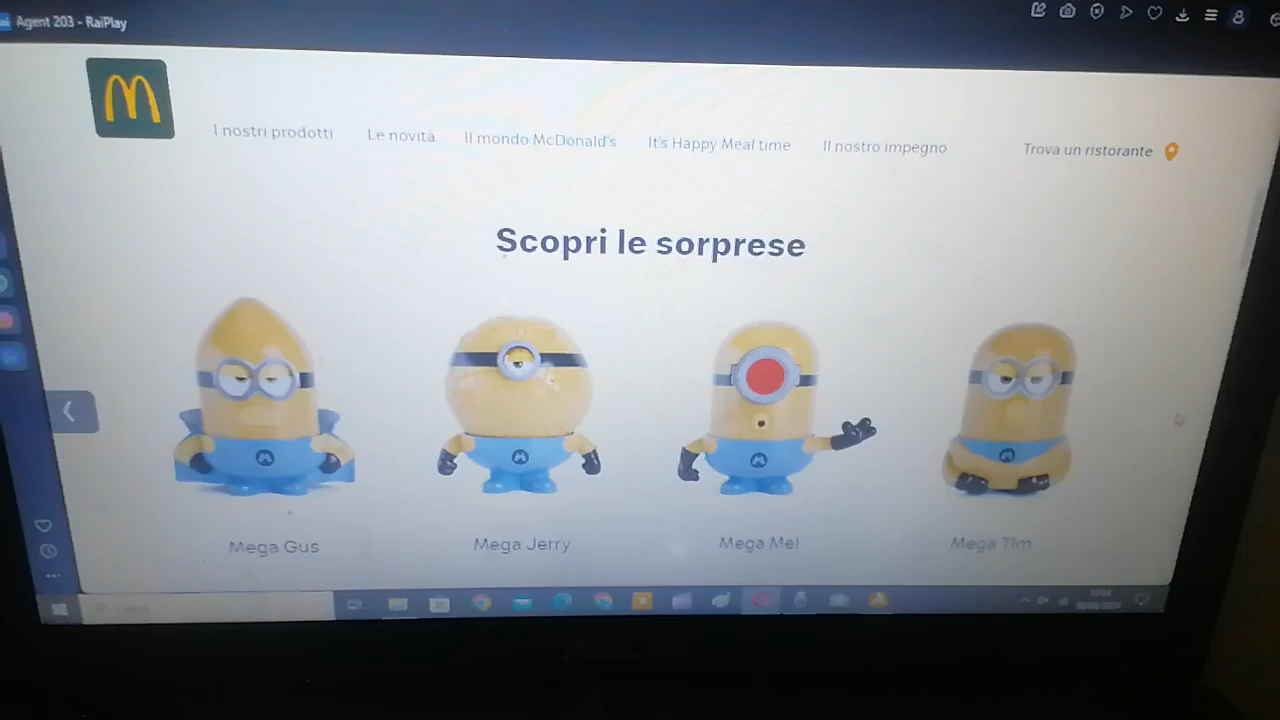 Agent 203 - RaiPlay
I nostri prodotti
Le novità
Il mondo McDonald's
It's Happy Meal time
Il nostro impegno
Trova un ristorante
Scopri le sorprese
Mega Gus
Mega Jerry
Mega Mel
Mega Tim